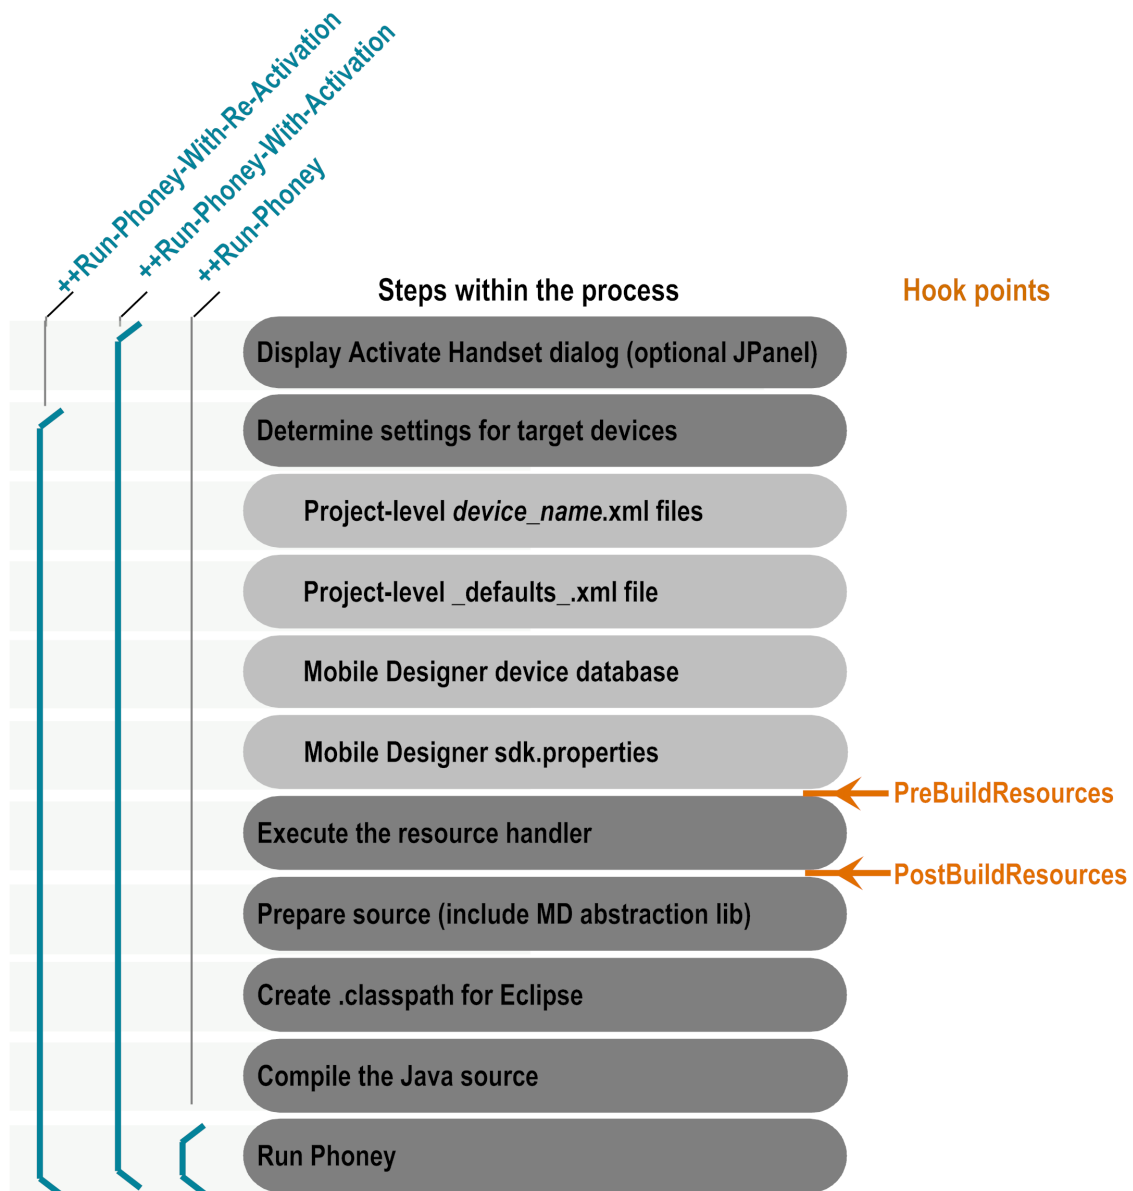 ++Run-Phoney-With-Re-Activation
++Run-Phoney-With-Activation
++Run-Phoney
Steps within the process
Hook points
Display Activate Handset dialog (optional JPanel)
Determine settings for target devices
Project-level device_name.xml files
Project-level _defaults_.xml file
Mobile Designer device database
Mobile Designer sdk.properties
PreBuildResources
Execute the resource handler
PostBuildResources
Prepare source (include MD abstraction lib)
Create .classpath for Eclipse
Compile the Java source
Run Phoney